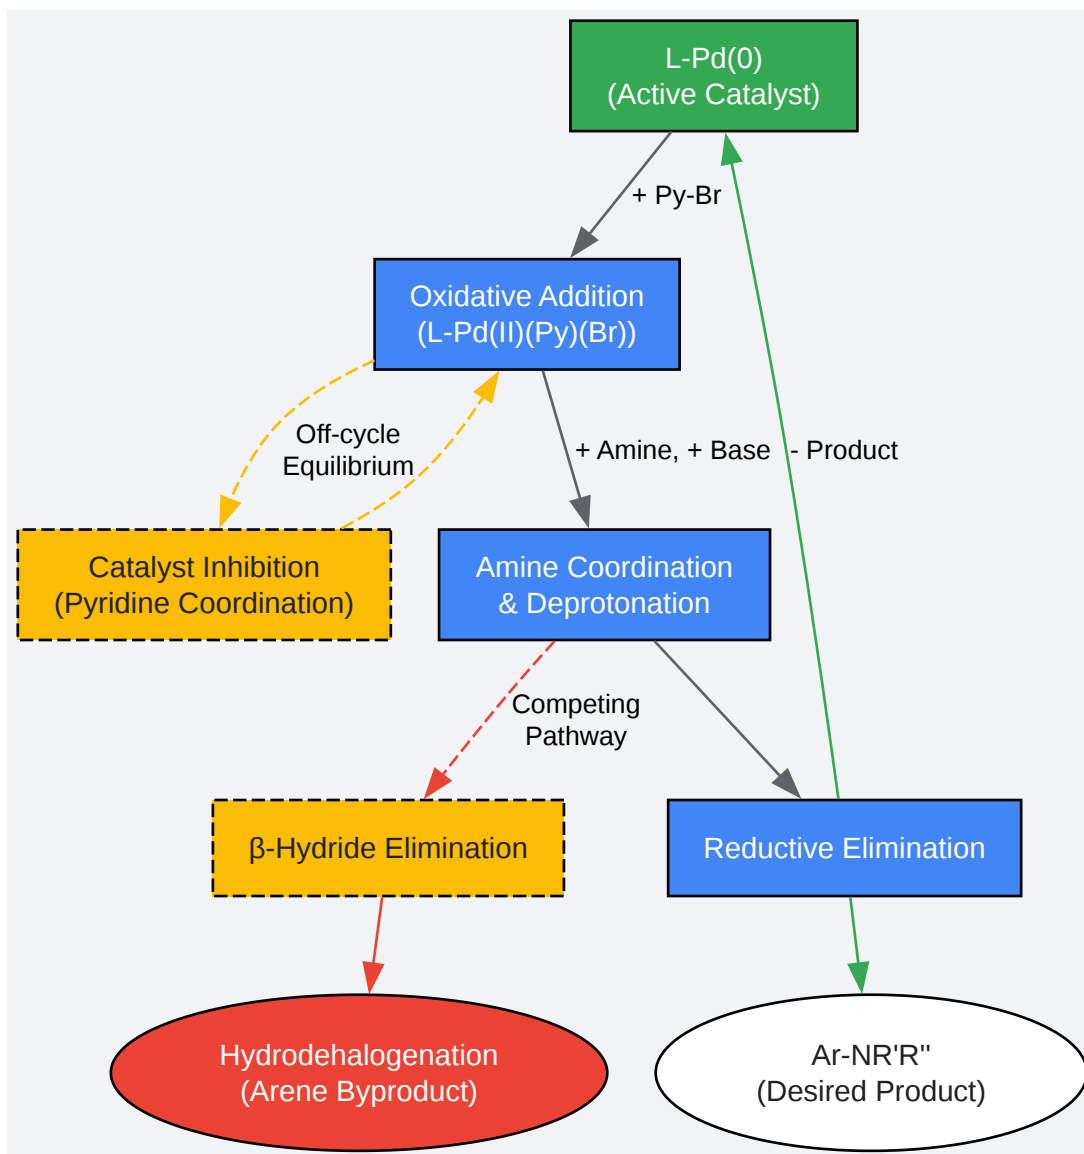 L-Pd(0)
(Active Catalyst)
+ Py-Br
Oxidative Addition
(L-Pd(II)(Py)(Br))
Off-cycle
Equilibrium
+ Amine, + Base
- Product
Catalyst Inhibition
(Pyridine Coordination)
Amine Coordination
& Deprotonation
Competing
Pathway
β-Hydride Elimination
Reductive Elimination
Hydrodehalogenation
(Arene Byproduct)
Ar-NR'R''
(Desired Product)